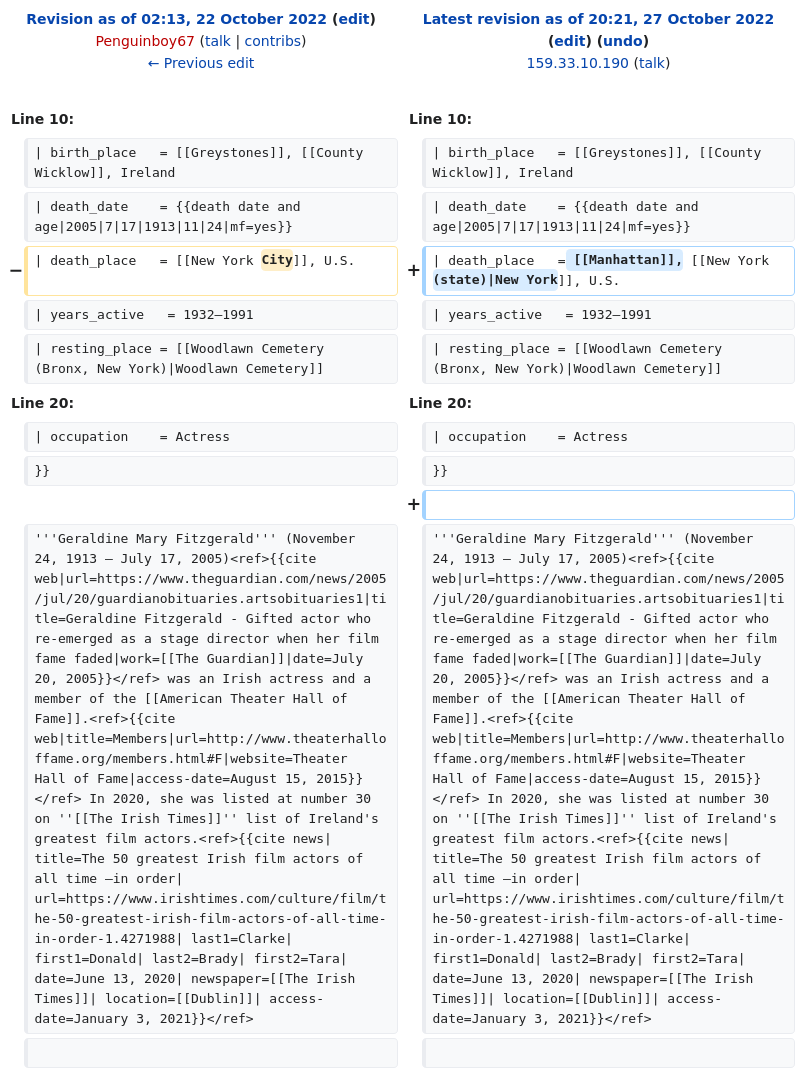 Revision as of 02:13, 22 October 2022 (edit)
Penguinboy67 (talk | contribs)
← Previous edit
Latest revision as of 20:21, 27 October 2022
(edit) (undo)
159.33.10.190 (talk)
Line 10:
| birth_place   = [[Greystones]], [[County
Wicklow]], Ireland
| death_date    = {{death date and
age|2005|7|17|1913|11|24|mf=yes}}
− | death_place   = [[New York City]], U.S.
| years_active   = 1932–1991
| resting_place = [[Woodlawn Cemetery
(Bronx, New York)|Woodlawn Cemetery]]
Line 20:
| occupation    = Actress
}}
'''Geraldine Mary Fitzgerald''' (November
24, 1913 – July 17, 2005)<ref>{{cite
web|url=https://www.theguardian.com/news/2005
/jul/20/guardianobituaries.artsobituaries1|ti
tle=Geraldine Fitzgerald - Gifted actor who
re-emerged as a stage director when her film
fame faded|work=[[The Guardian]]|date=July
20, 2005}}</ref> was an Irish actress and a
member of the [[American Theater Hall of
Fame]].<ref>{{cite
web|title=Members|url=http://www.theaterhallo
ffame.org/members.html#F|website=Theater
Hall of Fame|access-date=August 15, 2015}}
</ref> In 2020, she was listed at number 30
on ''[[The Irish Times]]'' list of Ireland's
greatest film actors.<ref>{{cite news|
title=The 50 greatest Irish film actors of
all time –in order|
url=https://www.irishtimes.com/culture/film/t
he-50-greatest-irish-film-actors-of-all-time-
in-order-1.4271988| last1=Clarke|
first1=Donald| last2=Brady| first2=Tara|
date=June 13, 2020| newspaper=[[The Irish
Times]]| location=[[Dublin]]| access-
date=January 3, 2021}}</ref>
Line 10:
| birth_place   = [[Greystones]], [[County
Wicklow]], Ireland
| death_date    = {{death date and
age|2005|7|17|1913|11|24|mf=yes}}
+ | death_place   = [[Manhattan]], [[New York
(state)|New York]], U.S.
| years_active   = 1932–1991
| resting_place = [[Woodlawn Cemetery
(Bronx, New York)|Woodlawn Cemetery]]
Line 20:
| occupation    = Actress
}}
+
'''Geraldine Mary Fitzgerald''' (November
24, 1913 – July 17, 2005)<ref>{{cite
web|url=https://www.theguardian.com/news/2005
/jul/20/guardianobituaries.artsobituaries1|ti
tle=Geraldine Fitzgerald - Gifted actor who
re-emerged as a stage director when her film
fame faded|work=[[The Guardian]]|date=July
20, 2005}}</ref> was an Irish actress and a
member of the [[American Theater Hall of
Fame]].<ref>{{cite
web|title=Members|url=http://www.theaterhallo
ffame.org/members.html#F|website=Theater
Hall of Fame|access-date=August 15, 2015}}
</ref> In 2020, she was listed at number 30
on ''[[The Irish Times]]'' list of Ireland's
greatest film actors.<ref>{{cite news|
title=The 50 greatest Irish film actors of
all time –in order|
url=https://www.irishtimes.com/culture/film/t
he-50-greatest-irish-film-actors-of-all-time-
in-order-1.4271988| last1=Clarke|
first1=Donald| last2=Brady| first2=Tara|
date=June 13, 2020| newspaper=[[The Irish
Times]]| location=[[Dublin]]| access-
date=January 3, 2021}}</ref>